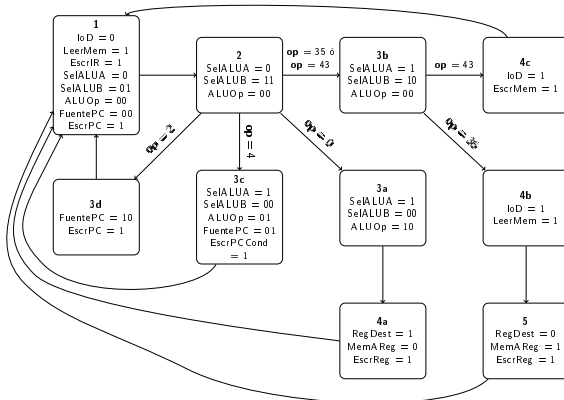 1
IoD = 0
LeerMem = 1
EscrIR = 1
SelALUA = 0
SelALUB = 01
ALUOp = 00
FuentePC = 00
EscrPC = 1
2
SelALUA = 0
SelALUB = 11
ALUOp = 00
op = 35 ó
op = 43
3b
SelALUA = 1
SelALUB = 10
ALUOp = 00
op = 43
4c
IoD = 1
EscrMem = 1
op = 2
op = 4
op = 0
op = 35
3d
FuentePC = 10
EscrPC = 1
3c
SelALUA = 1
SelALUB = 00
ALUOp = 01
FuentePC = 01
EscrPCCond
= 1
3a
SelALUA = 1
SelALUB = 00
ALUOp = 10
4b
IoD = 1
LeerMem = 1
4a
RegDest = 1
MemAReg = 0
EscrReg = 1
5
RegDest = 0
MemAReg = 1
EscrReg = 1